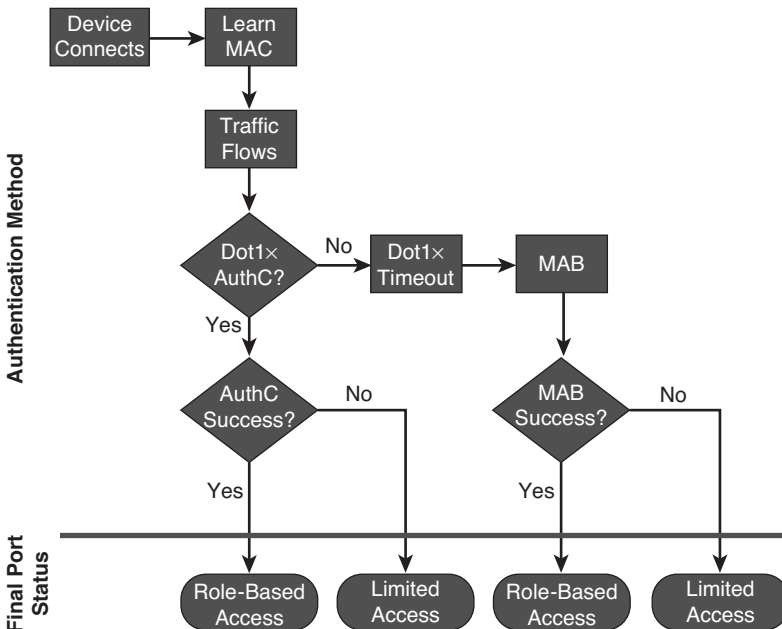 Device
Connects
Learn
MAC
Traffic
Flows
Authentication Method
Dot1×
AuthC?
No
Dot1×
Timeout
MAB
Yes
AuthC
Success?
No
MAB
Success?
No
Yes
Yes
Final Port
Status
Role-Based
Access
Limited
Access
Role-Based
Access
Limited
Access